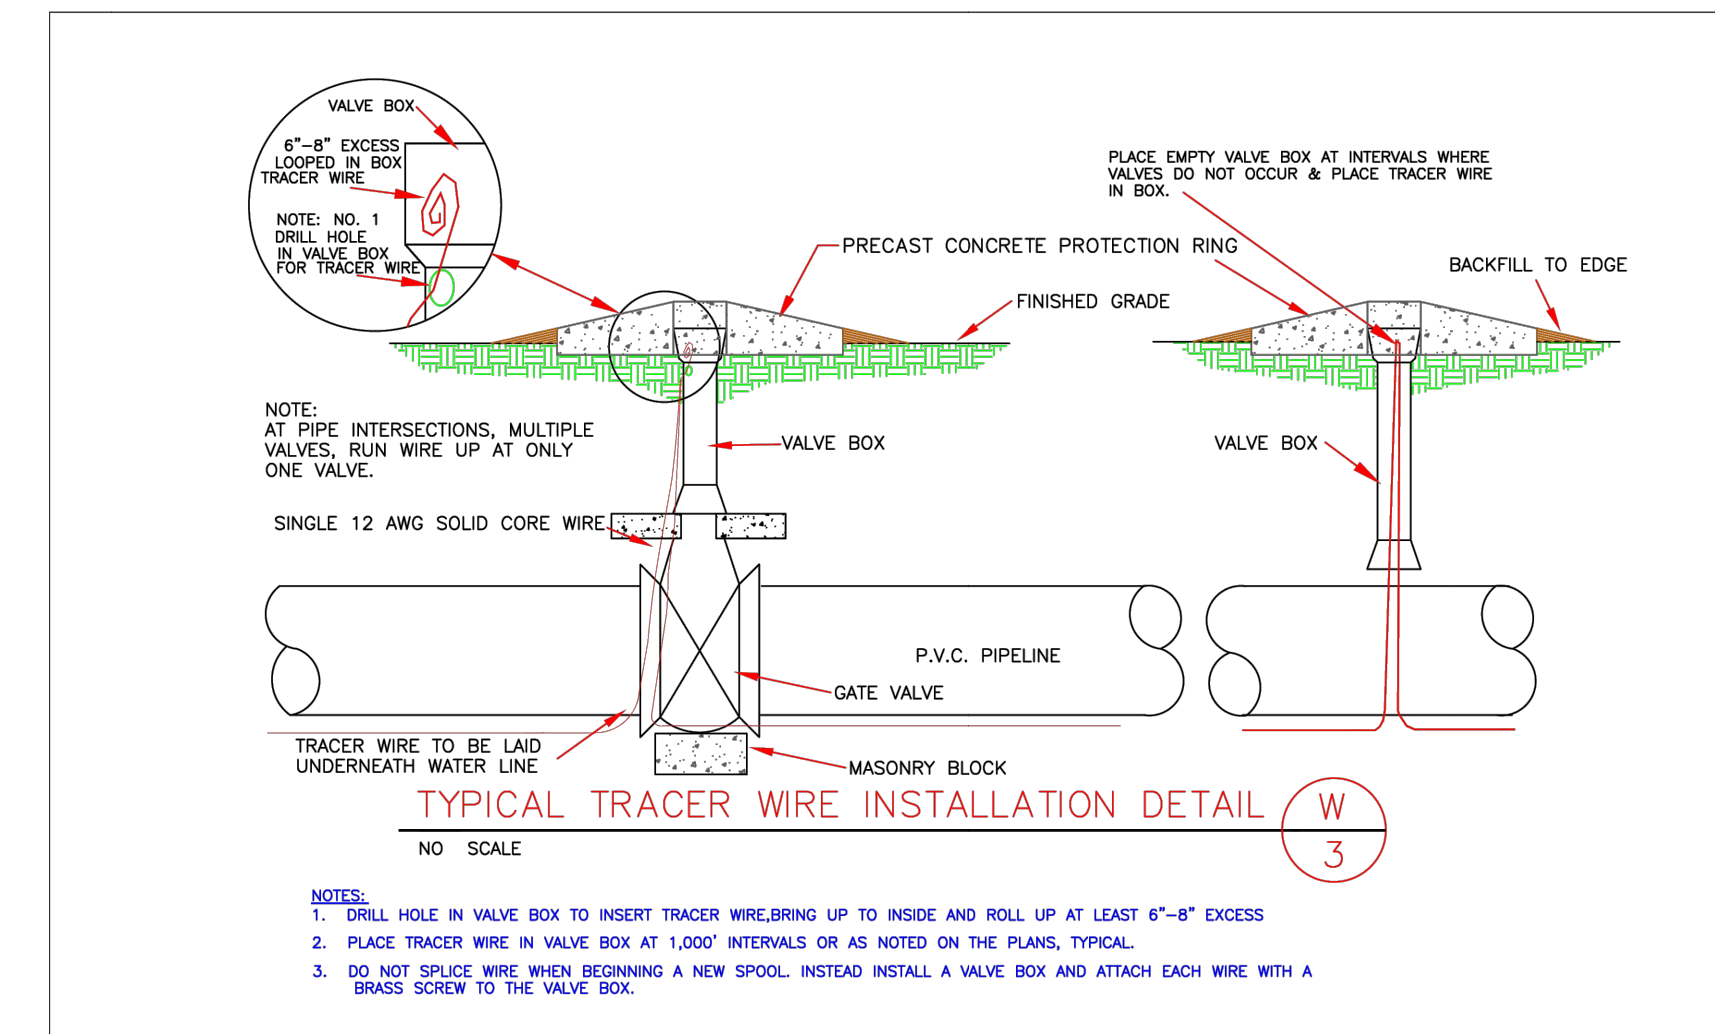 VALVE BOX
6"-8" EXCESS
LOOPED IN BOX
TRACER WIRE
NOTE: NO. 1
DRILL HOLE
IN VALVE BOX
FOR TRACER WIRE
PLACE EMPTY VALVE BOX AT INTERVALS WHERE
VALVES DO NOT OCCUR & PLACE TRACER WIRE
IN BOX.
PRECAST CONCRETE PROTECTION RING
BACKFILL TO EDGE
FINISHED GRADE
NOTE:
AT PIPE INTERSECTIONS, MULTIPLE
VALVES, RUN WIRE UP AT ONLY
ONE VALVE.
VALVE BOX
VALVE BOX
SINGLE 12 AWG SOLID CORE WIRE
P.V.C. PIPELINE
GATE VALVE
TRACER WIRE TO BE LAID
UNDERNEATH WATER LINE
MASONRY BLOCK
TYPICAL TRACER WIRE INSTALLATION DETAIL
W
3
NO SCALE
NOTES:
1. DRILL HOLE IN VALVE BOX TO INSERT TRACER WIRE,BRING UP TO INSIDE AND ROLL UP AT LEAST 6"-8" EXCESS
2. PLACE TRACER WIRE IN VALVE BOX AT 1,000' INTERVALS OR AS NOTED ON THE PLANS, TYPICAL.
3. DO NOT SPLICE WIRE WHEN BEGINNING A NEW SPOOL. INSTEAD INSTALL A VALVE BOX AND ATTACH EACH WIRE WITH A
BRASS SCREW TO THE VALVE BOX.